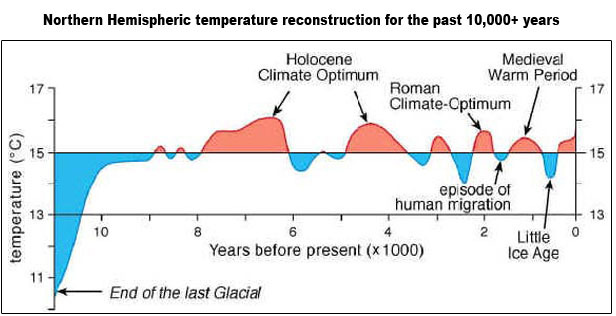 Northern Hemispheric temperature reconstruction for the past 10,000+ years
Holocene
Climate Optimum
Medieval
Warm Period
Roman
Climate-Optimum
17
17
15
15
13
13
11
temperature (°C)
episode of
human migration
10
8
6
4
2
0
Years before present (x1000)
Little
Ice Age
End of the last Glacial